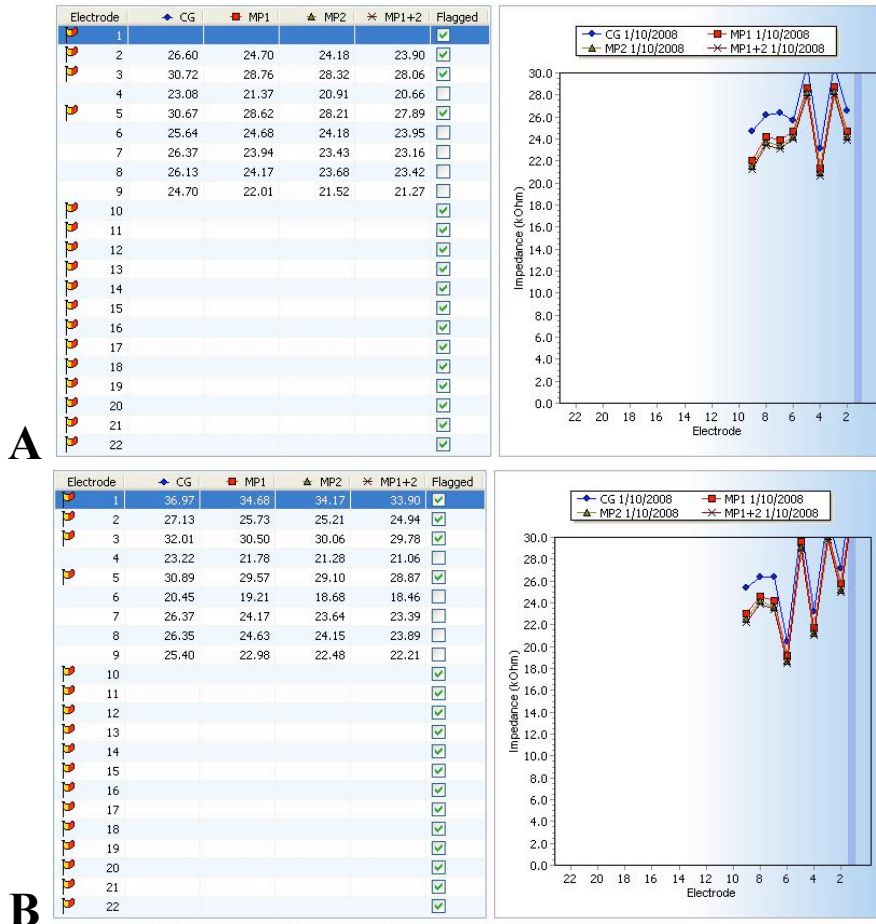 Electrode CG MP1 MP2 MP1+2 Flagged
1
2 26.60 24.70 24.18 23.90
3 30.72 28.76 28.32 28.06
4 23.08 21.37 20.91 20.66
5 30.67 28.62 28.21 27.89
6 25.64 24.68 24.18 23.95
7 26.37 23.94 23.43 23.16
8 26.13 24.17 23.68 23.42
9 24.70 22.01 21.52 21.27
10
11
12
13
14
15
16
17
18
19
20
21
22
A
CG 1/10/2008 MP1 1/10/2008
MP2 1/10/2008 MP1+2 1/10/2008
30.0
28.0
26.0
24.0
22.0
20.0
18.0
16.0
14.0
12.0
10.0
8.0
6.0
4.0
2.0
0.0
Impedance (kOhm)
22 20 18 16 14 12 10 8 6 4 2
Electrode
Electrode CG MP1 MP2 MP1+2 Flagged
1 36.97 34.68 34.17 33.90
2 27.13 25.73 25.21 24.94
3 32.01 30.50 30.06 29.78
4 23.22 21.78 21.28 21.06
5 30.89 29.57 29.10 28.87
6 20.45 19.21 18.68 18.46
7 26.37 24.17 23.64 23.39
8 26.35 24.63 24.15 23.89
9 25.40 22.98 22.48 22.21
10
11
12
13
14
15
16
17
18
19
20
21
22
B
CG 1/10/2008 MP1 1/10/2008
MP2 1/10/2008 MP1+2 1/10/2008
30.0
28.0
26.0
24.0
22.0
20.0
18.0
16.0
14.0
12.0
10.0
8.0
6.0
4.0
2.0
0.0
Impedance (kOhm)
22 20 18 16 14 12 10 8 6 4 2
Electrode